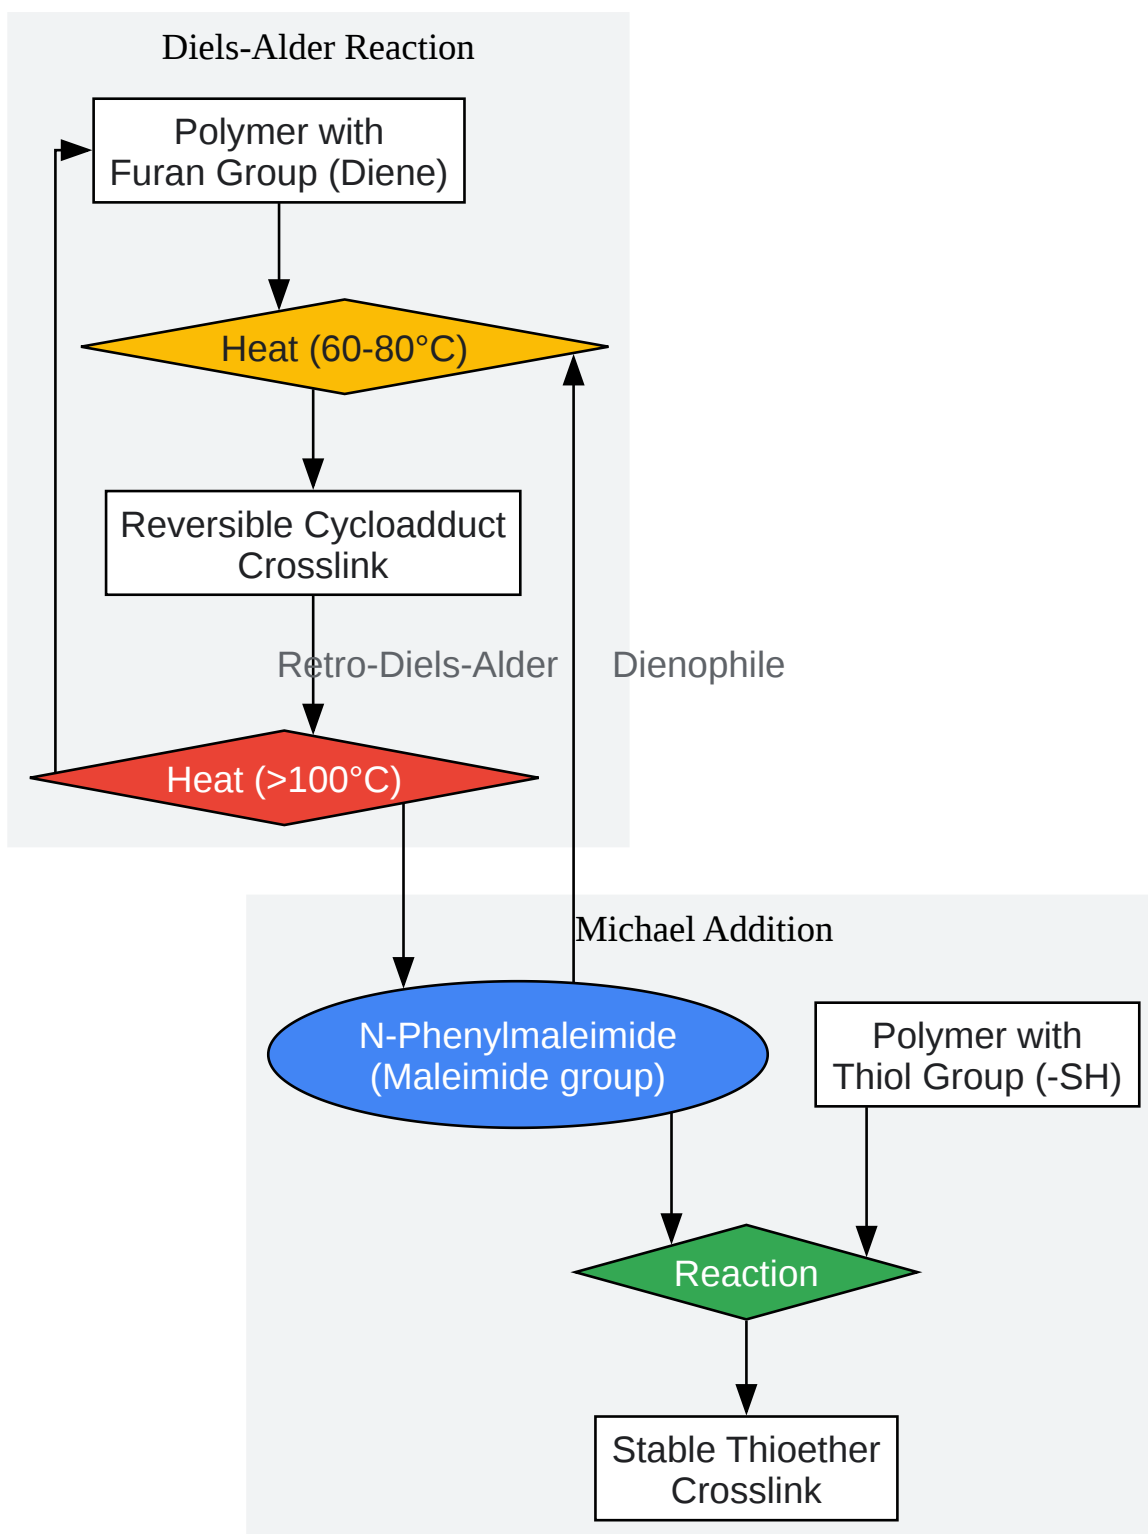 Diels-Alder Reaction
Polymer with
Furan Group (Diene)
Heat (60-80°C)
Reversible Cycloadduct
Crosslink
Retro-Diels-Alder
Dienophile
Heat (>100°C)
Michael Addition
N-Phenylmaleimide
(Maleimide group)
Polymer with
Thiol Group (-SH)
Reaction
Stable Thioether
Crosslink